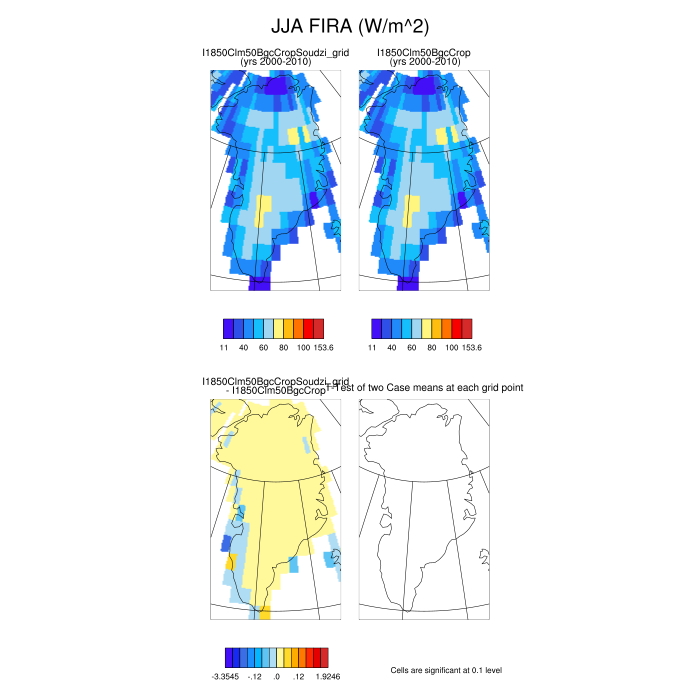 JJA FIRA (W/m^2)
I1850Clm50BgcCropSoudzi_grid
(yrs 2000-2010)
I1850Clm50BgcCrop
(yrs 2000-2010)
11 40 60 80 100 153.6
11 40 60 80 100 153.6
I1850Clm50BgcCropSoudzi_grid
- I1850Clm50BgcCrop
T-Test of two Case means at each grid point
-3.3545 -.12 .0 .12 1.9246
Cells are significant at 0.1 level